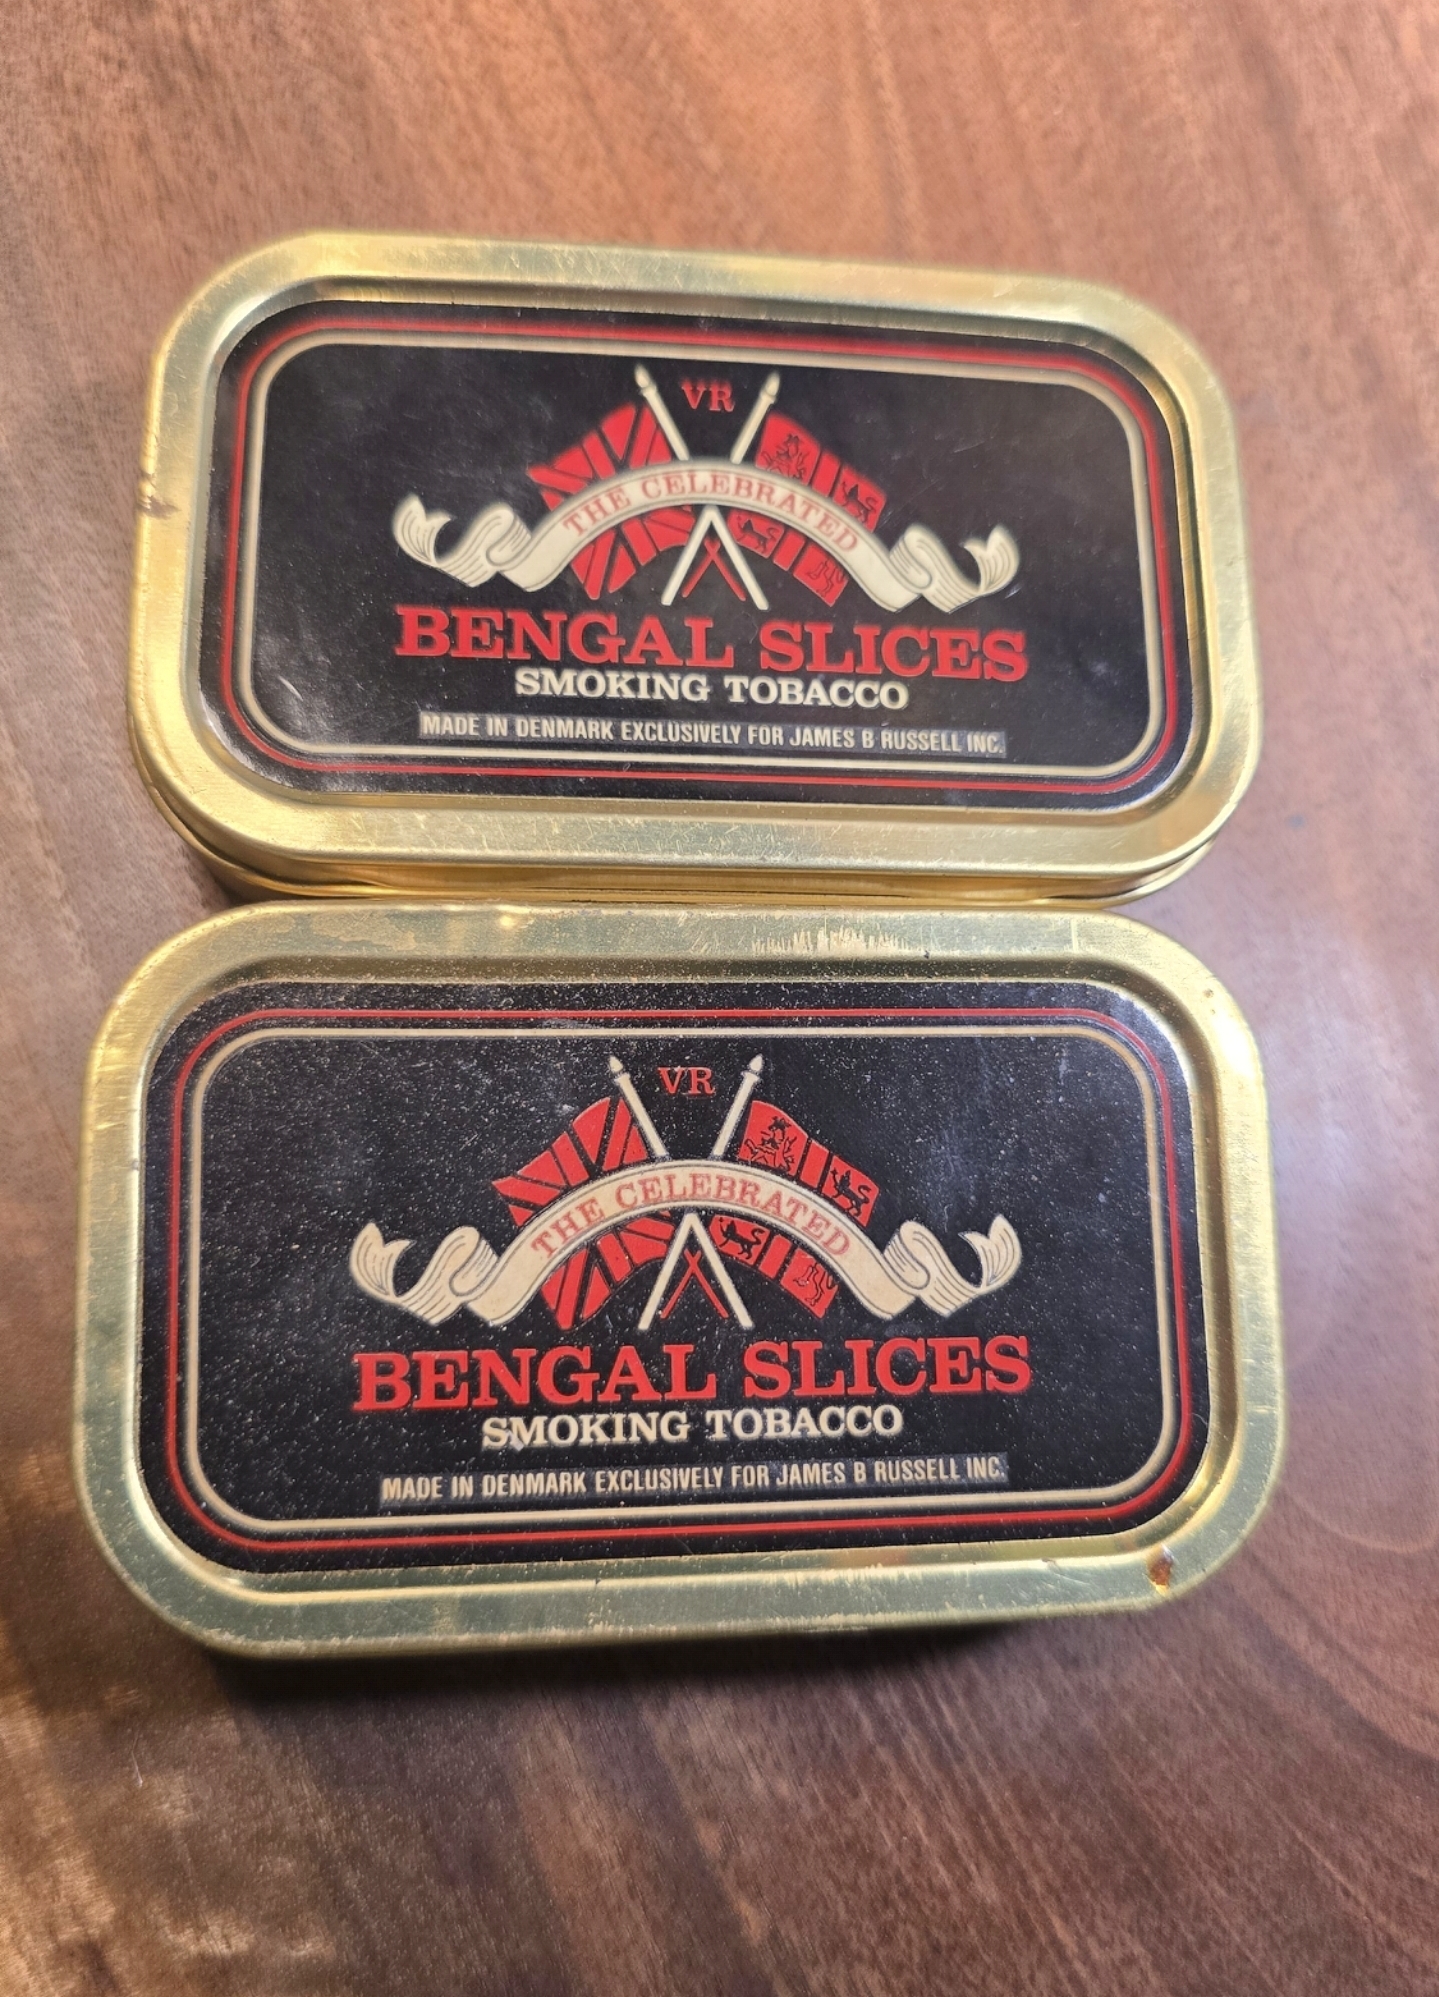 VR
THE CELEBRATED
BENGAL SLICES
SMOKING TOBACCO
MADE IN DENMARK EXCLUSIVELY FOR JAMES B RUSSELL INC.
VR
THE CELEBRATED
BENGAL SLICES
SMOKING TOBACCO
MADE IN DENMARK EXCLUSIVELY FOR JAMES B RUSSELL INC.